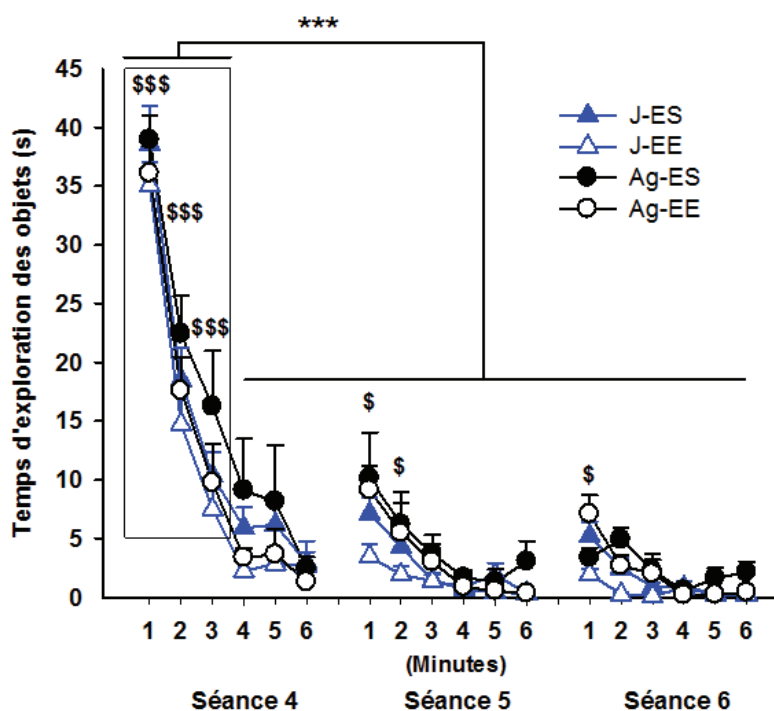 ***
Temps d'exploration des objets (s)
45
40
35
30
25
20
15
10
5
0
$$$
$$$
$$$
$
$
$
J-ES
J-EE
Ag-ES
Ag-EE
1 2 3 4 5 6 1 2 3 4 5 6 1 2 3 4 5 6
(Minutes)
Séance 4 Séance 5 Séance 6